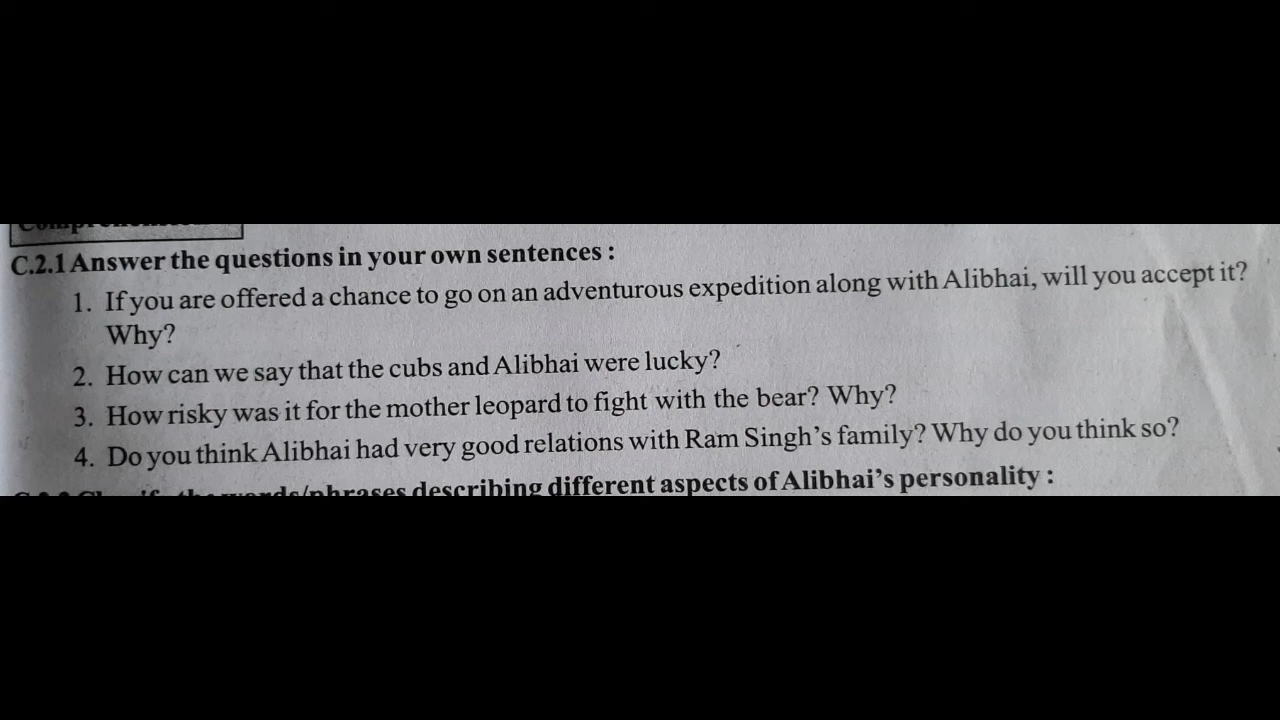 C.2.1 Answer the questions in your own sentences :
1. If you are offered a chance to go on an adventurous expedition along with Alibhai, will you accept it?
Why?
2. How can we say that the cubs and Alibhai were lucky?
3. How risky was it for the mother leopard to fight with the bear? Why?
4. Do you think Alibhai had very good relations with Ram Singh's family? Why do you think so?
the words/phrases describing different aspects of Alibhai's personality :